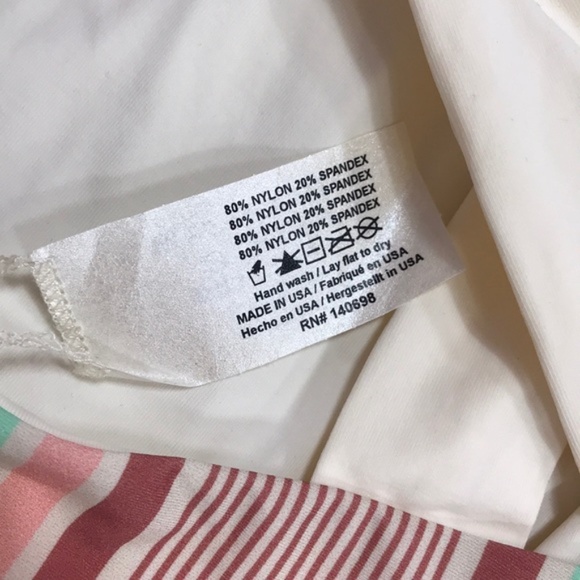 80% NYLON 20% SPANDEX
80% NYLON 20% SPANDEX
80% NYLON 20% SPANDEX
80% NYLON 20% SPANDEX
Hand wash / Lay flat to dry
MADE IN USA / Fabriqué en USA
Hecho en USA / Hergestellt in USA
RN# 140698